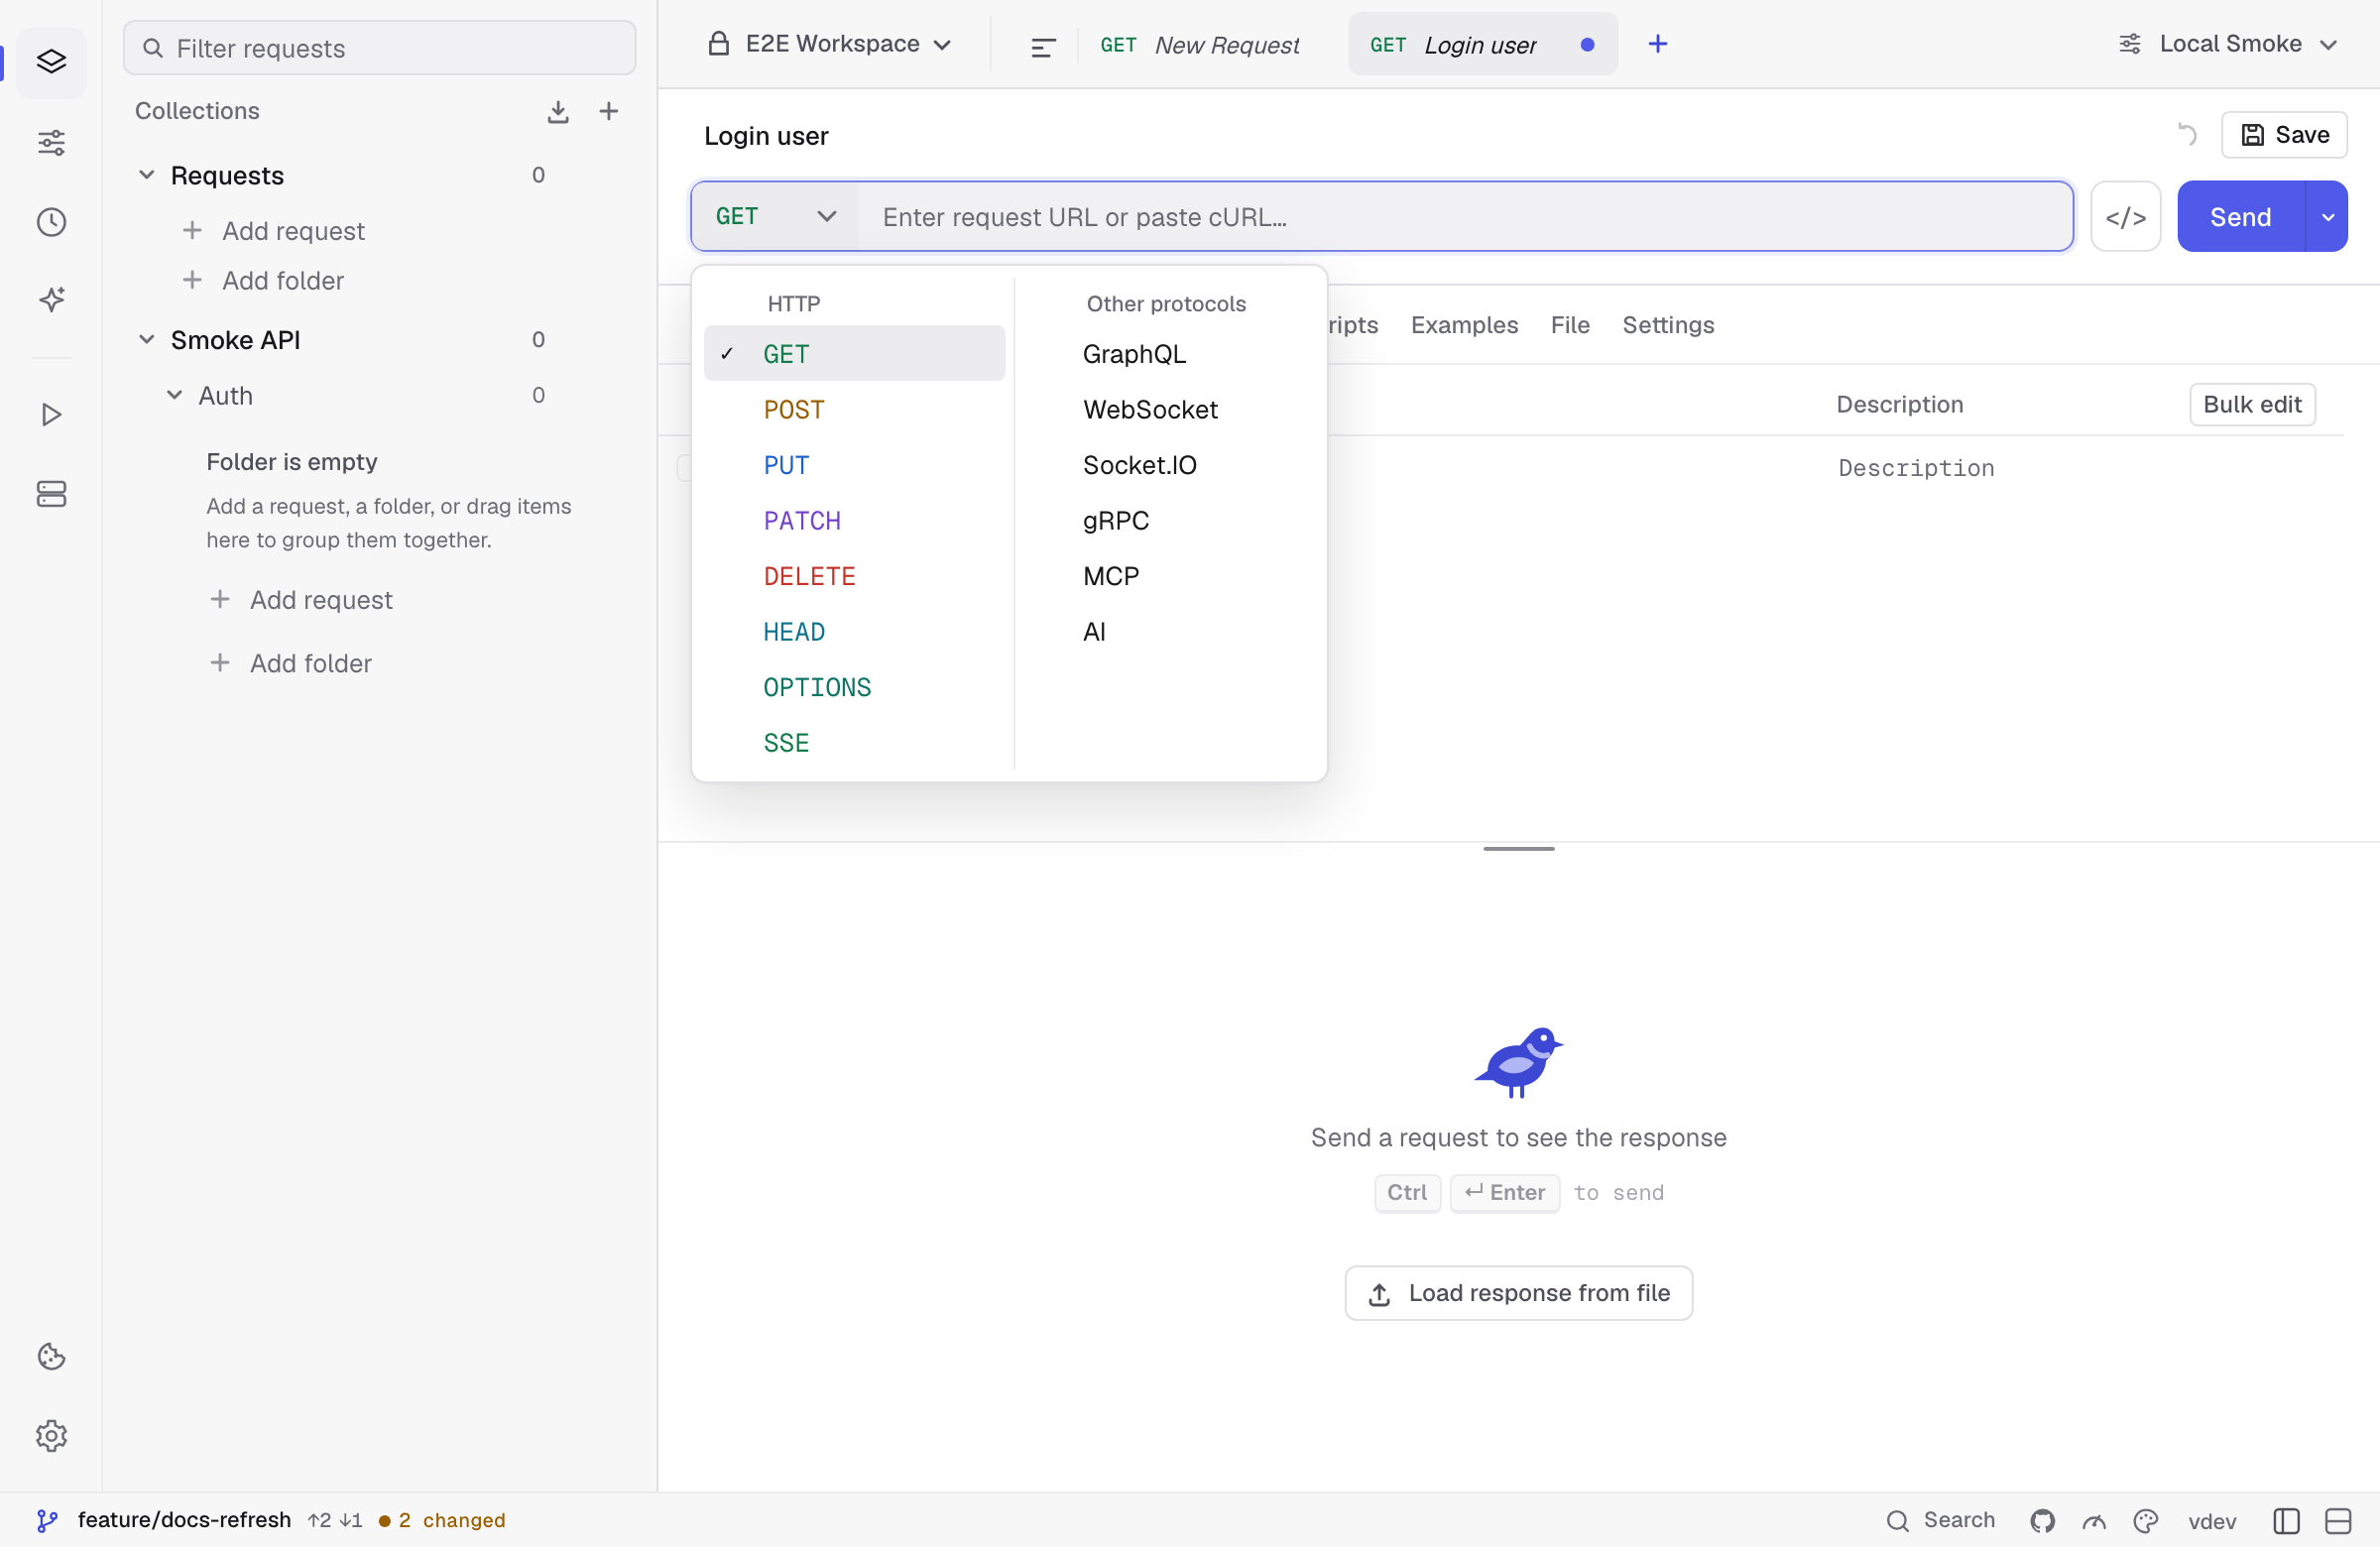 Filter requests
Collections
Requests 0
Add request
Add folder
Smoke API 0
Auth 0
Folder is empty
Add a request, a folder, or drag items
here to group them together.
Add request
Add folder
E2E Workspace
GET New Request
GET Login user
Local Smoke
Login user
Save
GET
Enter request URL or paste cURL...
</>
Send
HTTP
✓ GET
POST
PUT
PATCH
DELETE
HEAD
OPTIONS
SSE
Other protocols
GraphQL
WebSocket
Socket.IO
gRPC
MCP
AI
ripts
Examples
File
Settings
Description
Bulk edit
Description
Send a request to see the response
Ctrl ↵ Enter to send
Load response from file
feature/docs-refresh ↑2 ↓1 ● 2 changed
Search
vdev